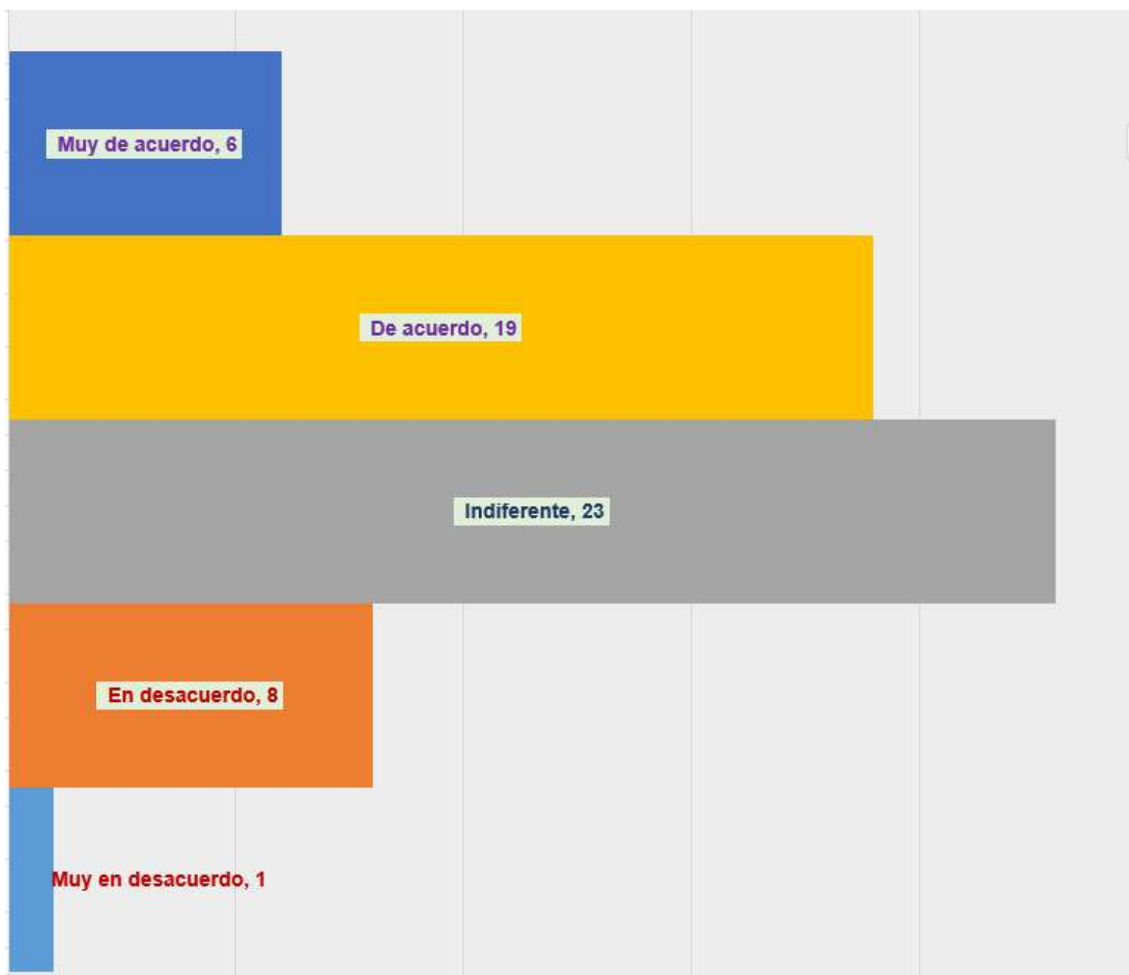 Muy de acuerdo, 6
De acuerdo, 19
Indiferente, 23
En desacuerdo, 8
Muy en desacuerdo, 1